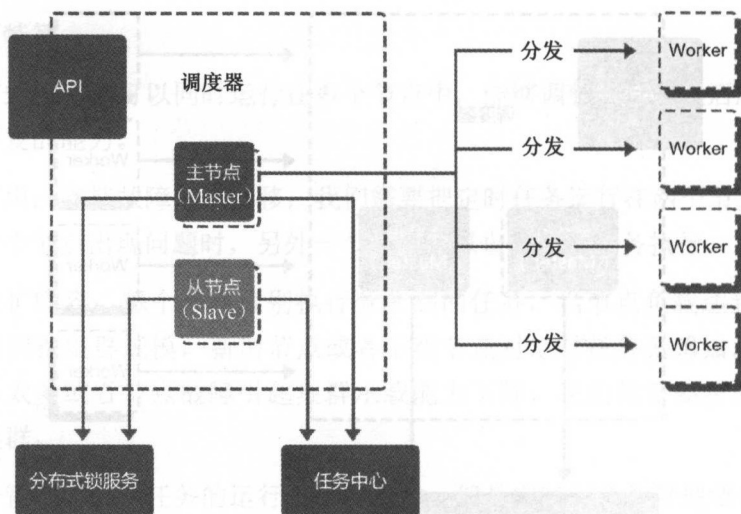 API
调度器
主节点
（Master）
从节点
（Slave）
分发
Worker
分发
Worker
分发
Worker
分发
Worker
分布式锁服务
任务中心